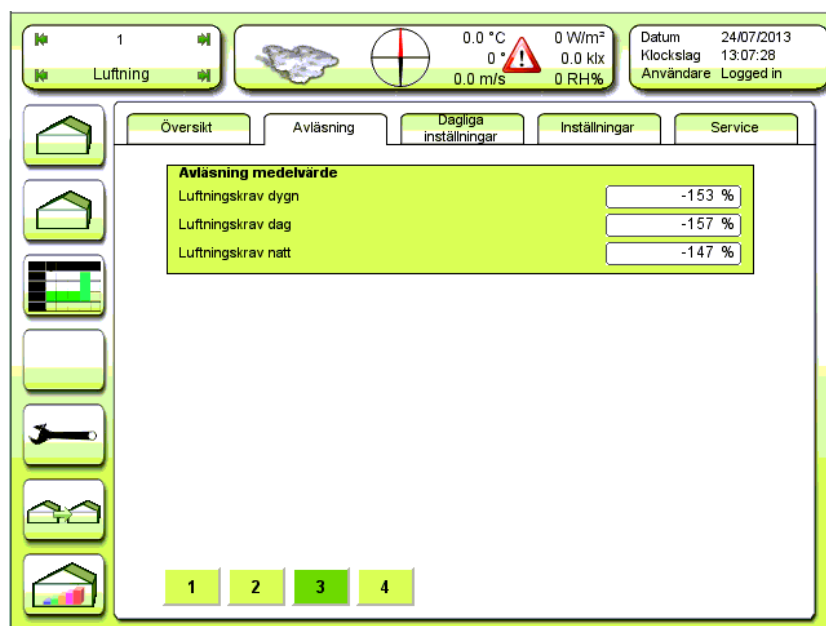 1
Luftning
0.0 °C
0 °
0.0 m/s
0 W/m²
0.0 klx
0 RH%
Datum 24/07/2013
Klockslag 13:07:28
Användare Logged in
Översikt
Avläsning
Dagliga
inställningar
Inställningar
Service
Avläsning medelvärde
Luftningskrav dygn -153 %
Luftningskrav dag -157 %
Luftningskrav natt -147 %
1 2 3 4